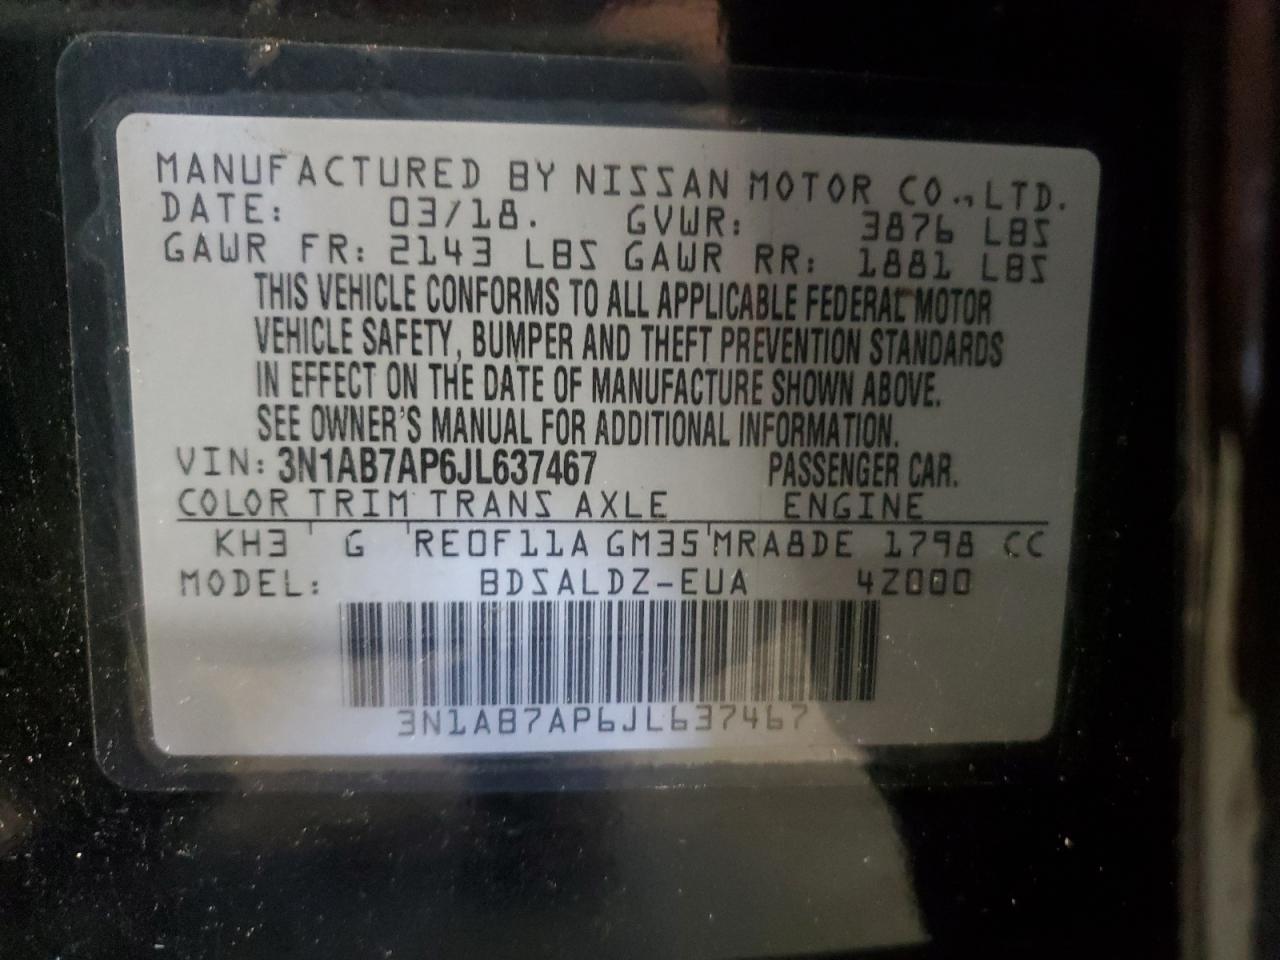 MANUFACTURED BY NISSAN MOTOR CO.,LTD.
DATE: 03/18. GVWR: 3876 LBS
GAWR FR: 2143 LBS GAWR RR: 1881 LBS
THIS VEHICLE CONFORMS TO ALL APPLICABLE FEDERAL MOTOR
VEHICLE SAFETY, BUMPER AND THEFT PREVENTION STANDARDS
IN EFFECT ON THE DATE OF MANUFACTURE SHOWN ABOVE.
SEE OWNER'S MANUAL FOR ADDITIONAL INFORMATION.
VIN: 3N1AB7AP6JL637467 PASSENGER CAR.
COLOR TRIM TRANS AXLE ENGINE
KH3 G RE0F11A GM35 MRA8DE 1798 CC
MODEL: BDSALDZ-EUA 4Z000
3N1AB7AP6JL637467